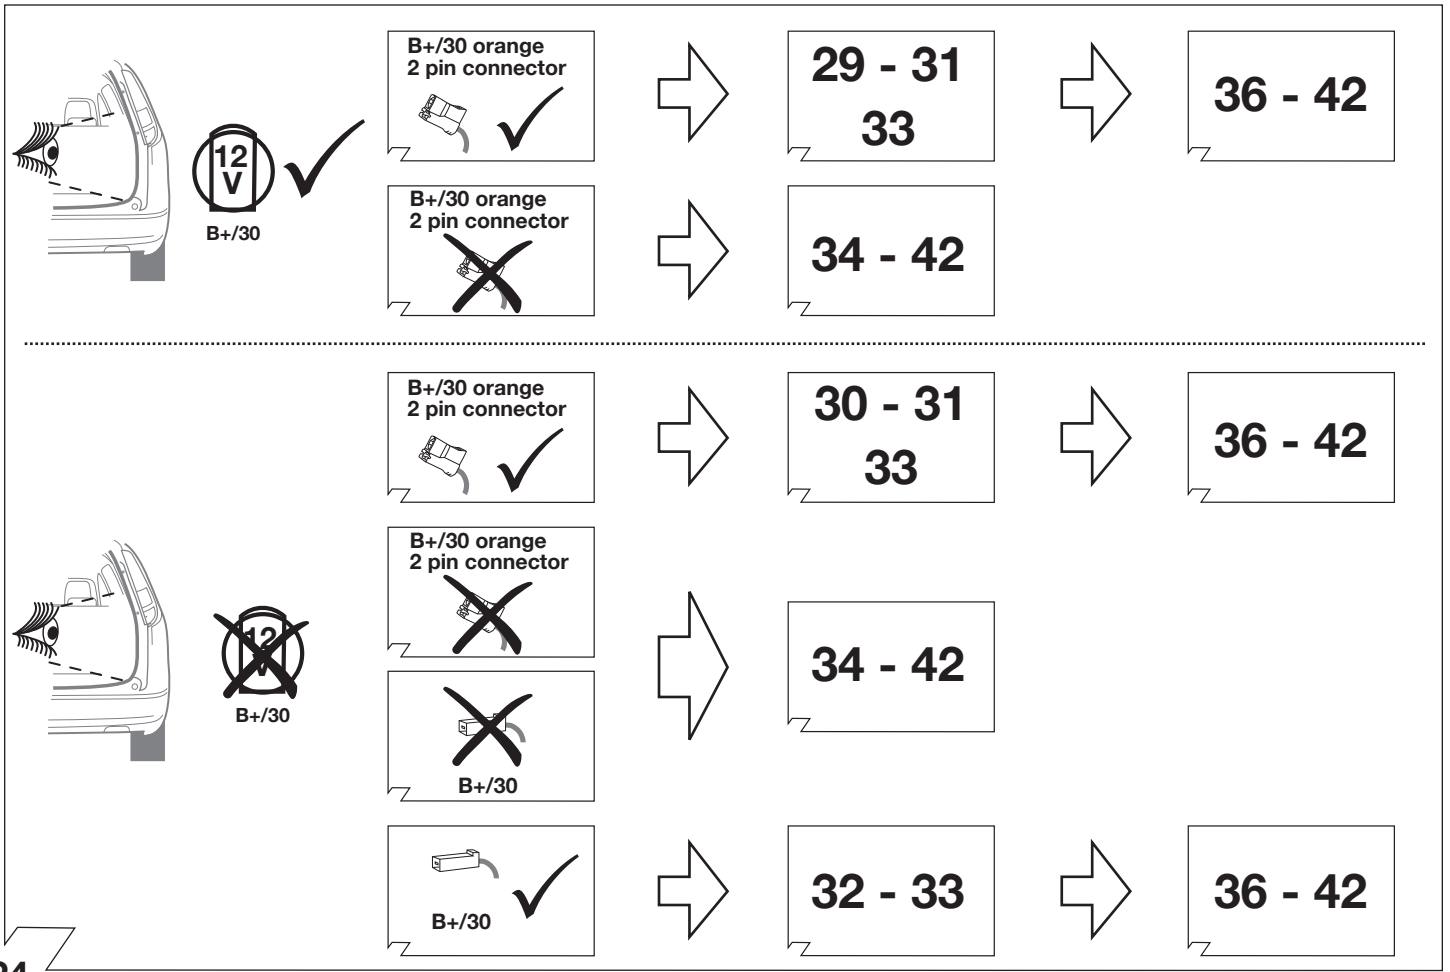 B+/30 orange
2 pin connector
29 - 31
33
36 - 42
12
V
B+/30
B+/30 orange
2 pin connector
34 - 42
B+/30 orange
2 pin connector
30 - 31
33
36 - 42
B+/30 orange
2 pin connector
12
V
B+/30
34 - 42
B+/30
B+/30
32 - 33
36 - 42